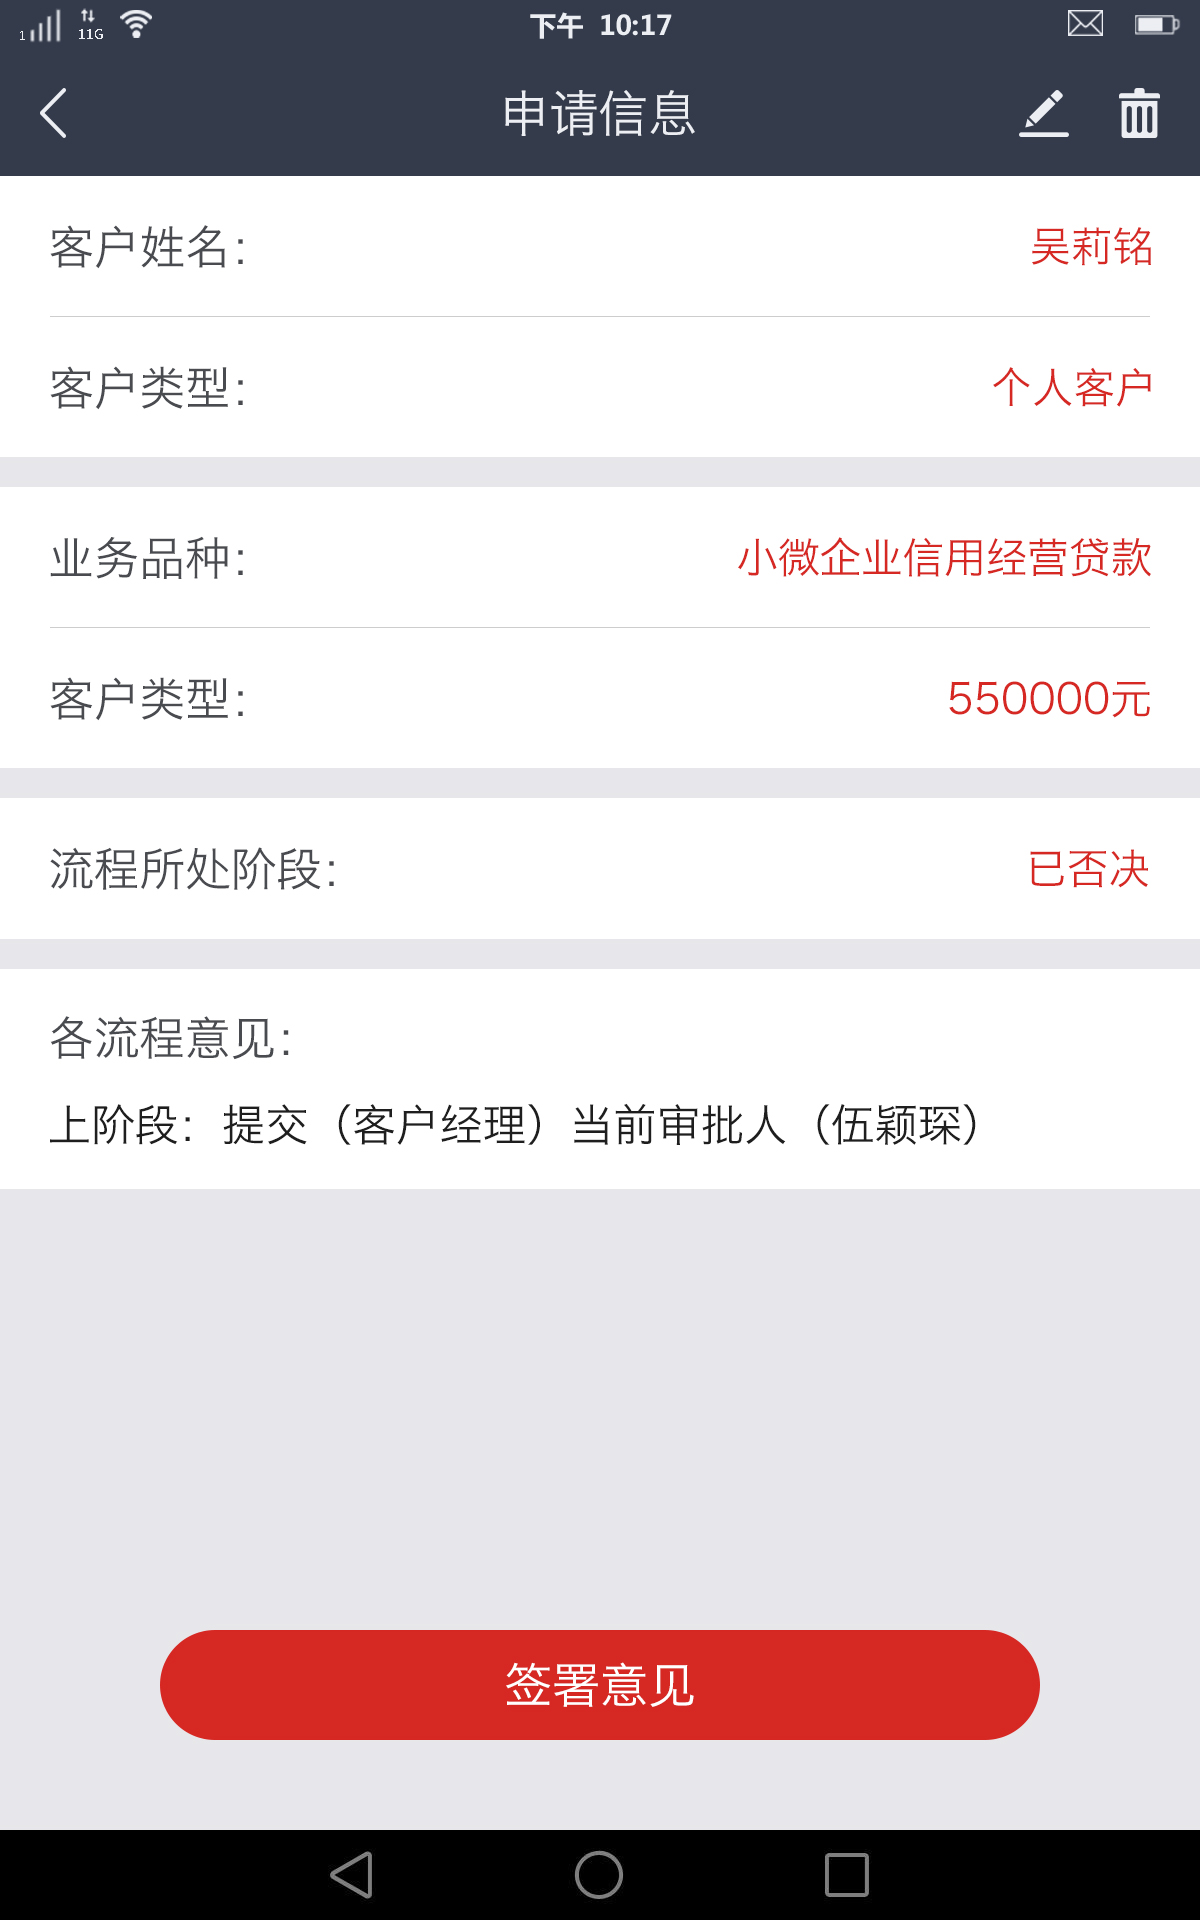 1 11G 下午 10:17
申请信息
客户姓名: 吴莉铭
客户类型: 个人客户
业务品种: 小微企业信用经营贷款
客户类型: 550000元
流程所处阶段: 已否决
各流程意见:
上阶段: 提交（客户经理）当前审批人（伍颖琛）
签署意见